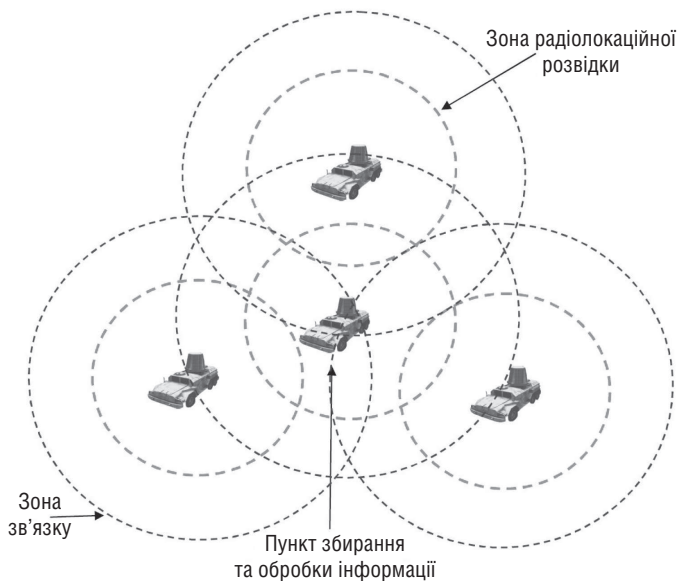 Зона радіолокаційної
розвідки
Зона
зв'язку
Пункт збирання
та обробки інформації